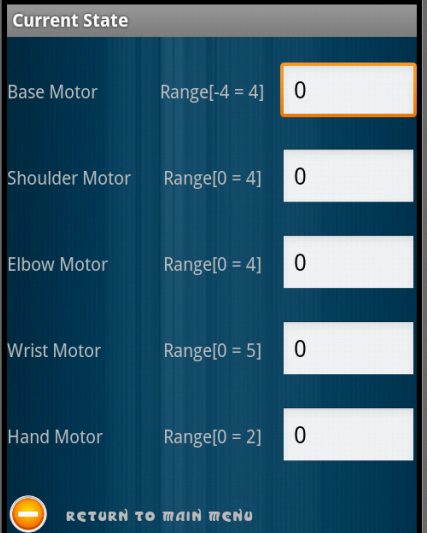 Current State
Base Motor Range[-4 = 4] 0
Shoulder Motor Range[0 = 4] 0
Elbow Motor Range[0 = 4] 0
Wrist Motor Range[0 = 5] 0
Hand Motor Range[0 = 2] 0
RETURN TO MAIN MENU